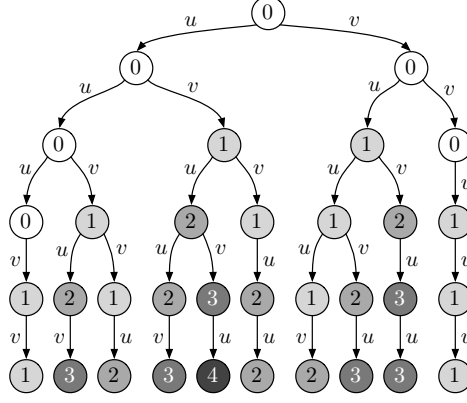 0
u v
0 0
u v u v
0 1 1 0
u v u v u v v
0 1 2 1 1 2 1
v u v u v u u v u v
1 2 1 2 3 2 1 2 3 1
v v u v u u u v u v
1 3 2 3 4 2 2 3 3 1